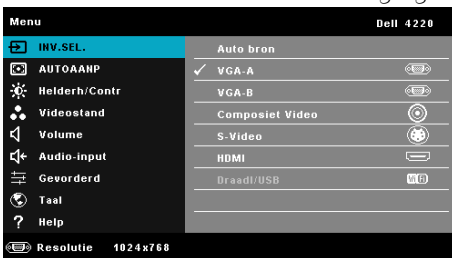 Menu Dell 4220
INV.SEL. Auto bron
AUTOAANP VGA-A
Helderh/Contr VGA-B
Videostand Composiet Video
Volume S-Video
Audio-input HDMI
Gevorderd Draadl/USB WiFi
Taal
Help
Resolutie 1024x768